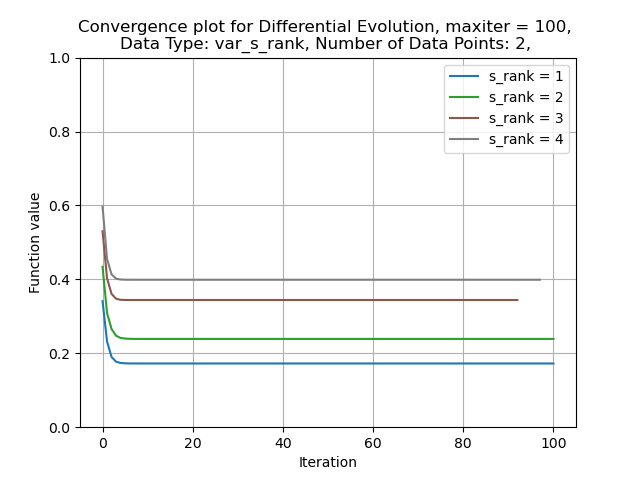 Convergence plot for Differential Evolution, maxiter = 100,
Data Type: var_s_rank, Number of Data Points: 2,
1.0
0.8
0.6
0.4
0.2
0.0
Function value
s_rank = 1
s_rank = 2
s_rank = 3
s_rank = 4
0 20 40 60 80 100
Iteration